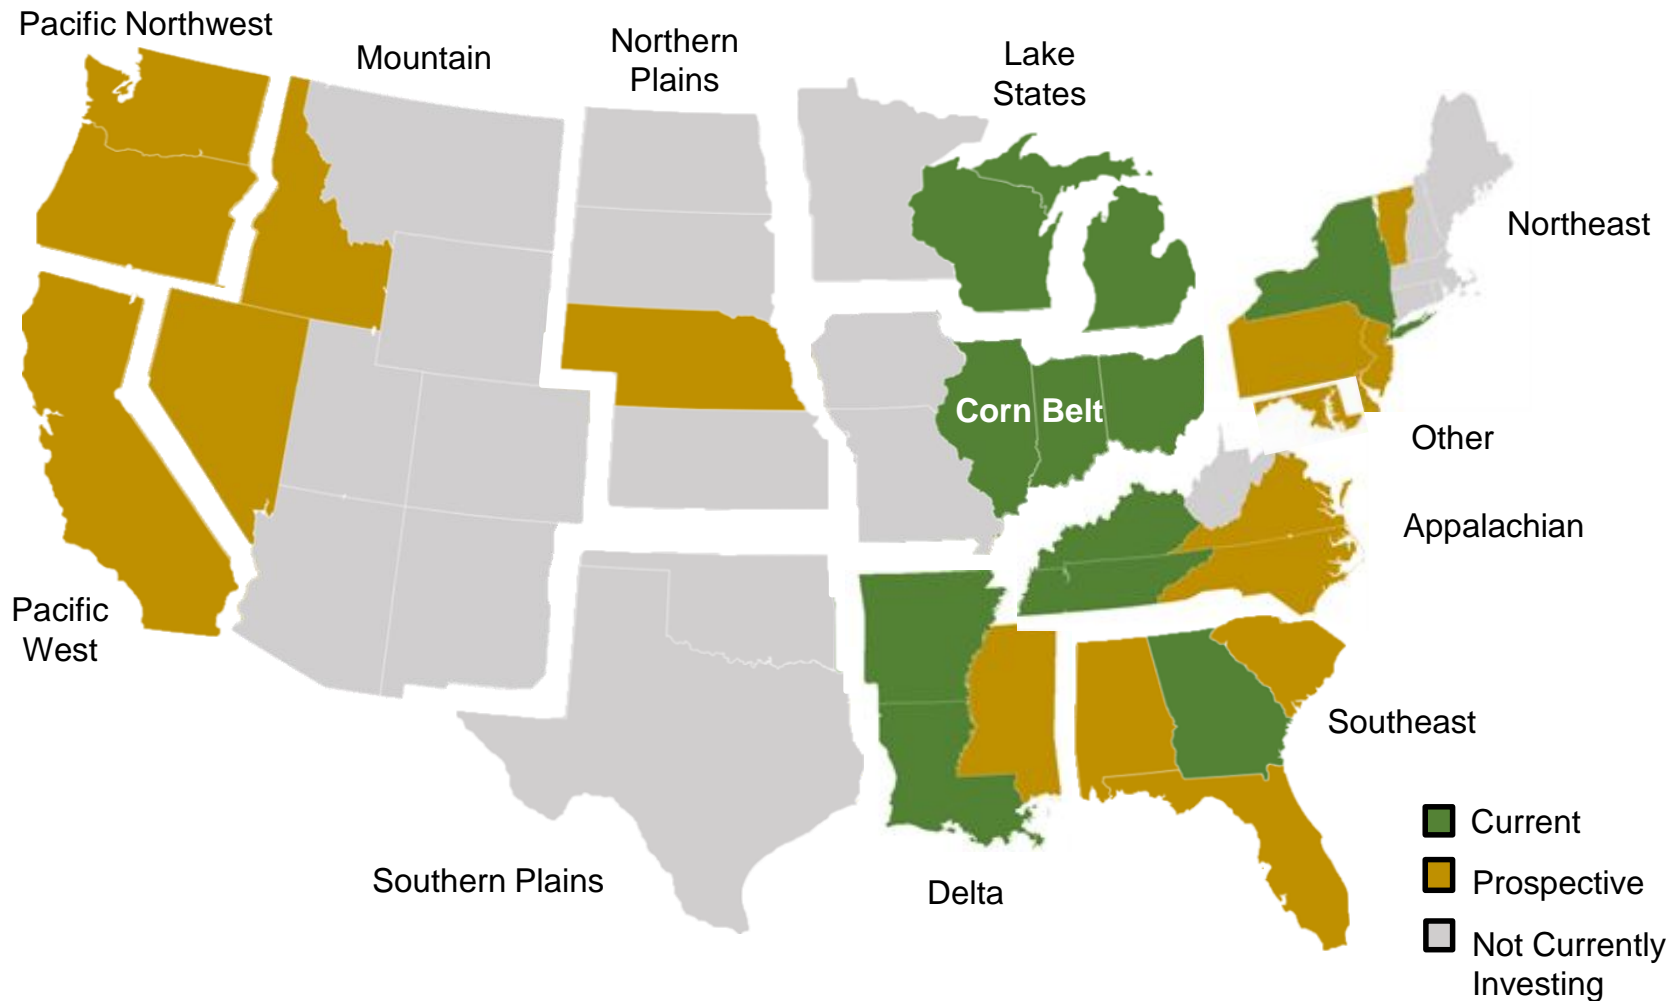 Pacific Northwest
Mountain
Northern
Plains
Lake
States
Northeast
Corn Belt
Other
Appalachian
Pacific
West
Southeast
Southern Plains
Delta
Current
Prospective
Not Currently
Investing